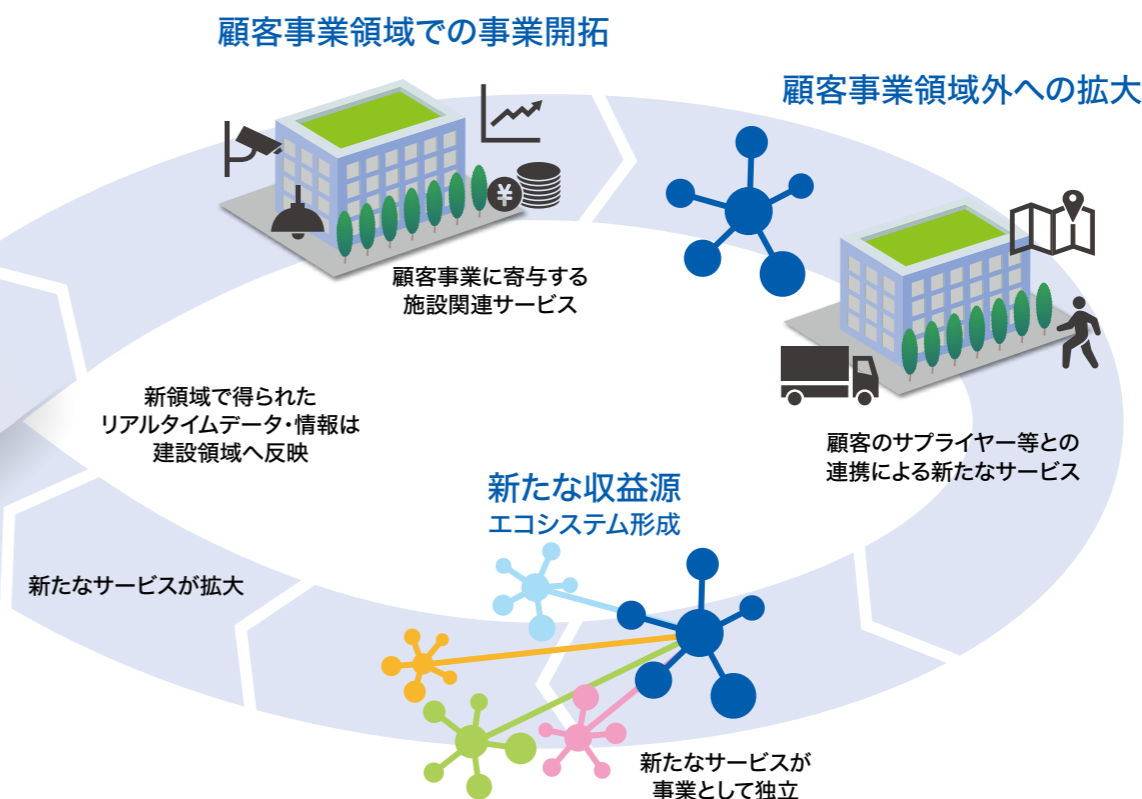 顧客事業領域での事業開拓
顧客事業領域外への拡大
¥
顧客事業に寄与する
施設関連サービス
新領域で得られた
リアルタイムデータ・情報は
建設領域へ反映
顧客のサプライヤー等との
連携による新たなサービス
新たな収益源
エコシステム形成
新たなサービスが拡大
新たなサービスが
事業として独立